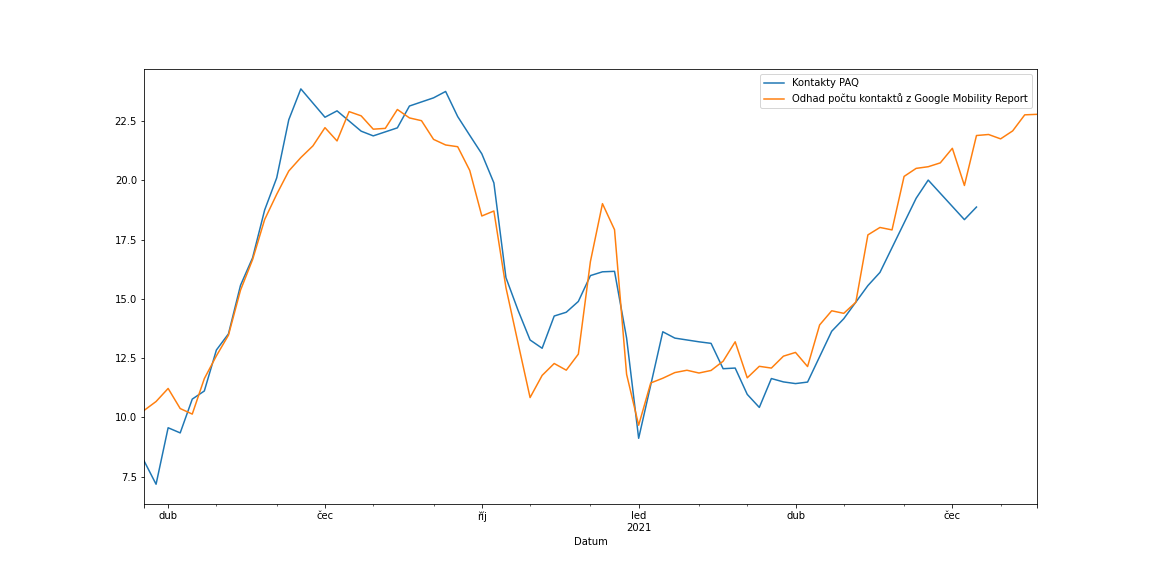 Kontakty PAQ
Odhad počtu kontaktů z Google Mobility Report
22.5
20.0
17.5
15.0
12.5
10.0
7.5
dub
čec
říj
led
2021
dub
čec
Datum